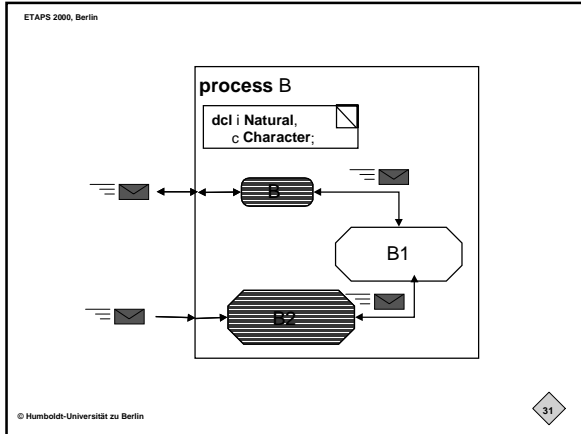 ETAPS 2000, Berlin
process B
dcl i Natural,
c Character;
B
B1
B2
© Humboldt-Universität zu Berlin
31